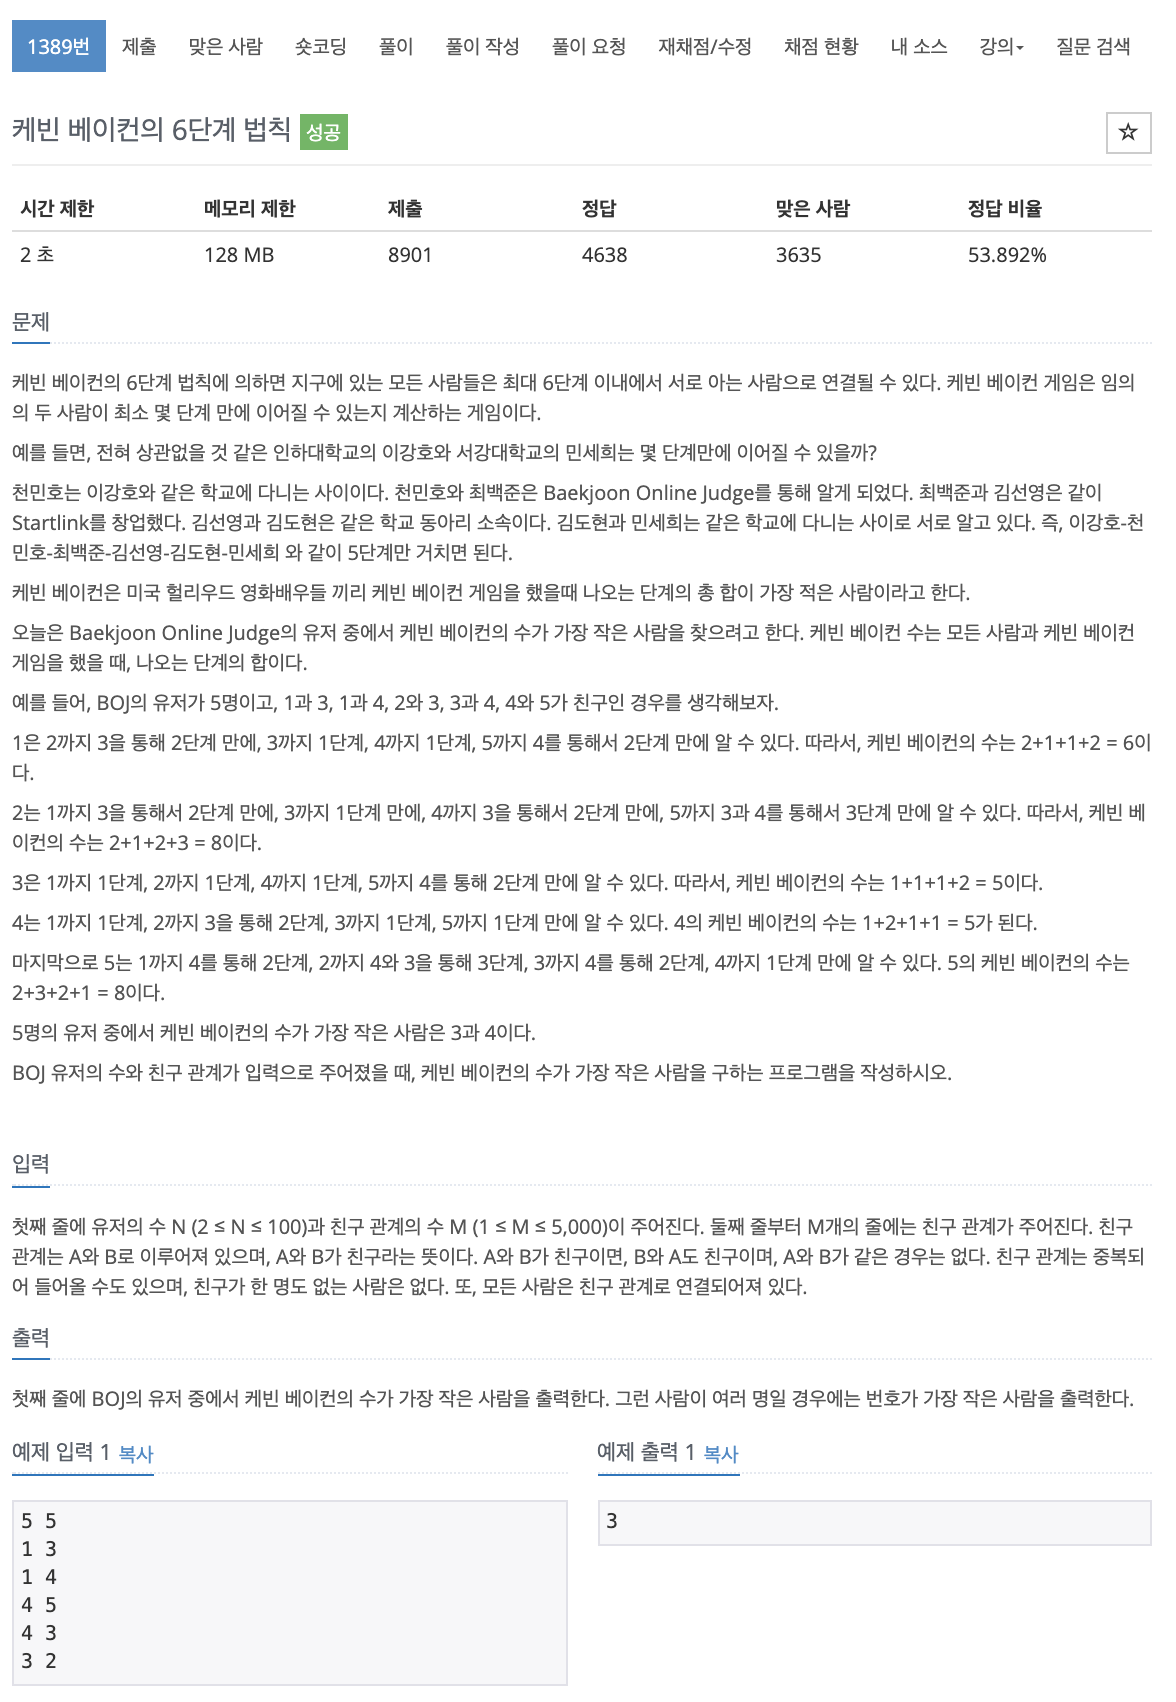 1389번 제출 맞은 사람 숏코딩 풀이 풀이 작성 풀이 요청 재채점/수정 채점 현황 내 소스 강의 질문 검색
케빈 베이컨의 6단계 법칙 성공
시간 제한 메모리 제한 제출 정답 맞은 사람 정답 비율
2 초 128 MB 8901 4638 3635 53.892%
문제
케빈 베이컨의 6단계 법칙에 의하면 지구에 있는 모든 사람들은 최대 6단계 이내에서 서로 아는 사람으로 연결될 수 있다. 케빈 베이컨 게임은 임의
의 두 사람이 최소 몇 단계 만에 이어질 수 있는지 계산하는 게임이다.
예를 들면, 전혀 상관없을 것 같은 인하대학교의 이강호와 서강대학교의 민세희는 몇 단계만에 이어질 수 있을까?
천민호는 이강호와 같은 학교에 다니는 사이이다. 천민호와 최백준은 Baekjoon Online Judge를 통해 알게 되었다. 최백준과 김선영은 같이
Startlink를 창업했다. 김선영과 김도현은 같은 학교 동아리 소속이다. 김도현과 민세희는 같은 학교에 다니는 사이로 서로 알고 있다. 즉, 이강호-천
민호-최백준-김선영-김도현-민세희 와 같이 5단계만 거치면 된다.
케빈 베이컨은 미국 헐리우드 영화배우들 끼리 케빈 베이컨 게임을 했을때 나오는 단계의 총 합이 가장 적은 사람이라고 한다.
오늘은 Baekjoon Online Judge의 유저 중에서 케빈 베이컨의 수가 가장 작은 사람을 찾으려고 한다. 케빈 베이컨 수는 모든 사람과 케빈 베이컨
게임을 했을 때, 나오는 단계의 합이다.
예를 들어, BOJ의 유저가 5명이고, 1과 3, 1과 4, 2와 3, 3과 4, 4와 5가 친구인 경우를 생각해보자.
1은 2까지 3을 통해 2단계 만에, 3까지 1단계, 4까지 1단계, 5까지 4를 통해서 2단계 만에 알 수 있다. 따라서, 케빈 베이컨의 수는 2+1+1+2 = 6이
다.
2는 1까지 3을 통해서 2단계 만에, 3까지 1단계 만에, 4까지 3을 통해서 2단계 만에, 5까지 3과 4를 통해서 3단계 만에 알 수 있다. 따라서, 케빈 베
이컨의 수는 2+1+2+3 = 8이다.
3은 1까지 1단계, 2까지 1단계, 4까지 1단계, 5까지 4를 통해 2단계 만에 알 수 있다. 따라서, 케빈 베이컨의 수는 1+1+1+2 = 5이다.
4는 1까지 1단계, 2까지 3을 통해 2단계, 3까지 1단계, 5까지 1단계 만에 알 수 있다. 4의 케빈 베이컨의 수는 1+2+1+1 = 5가 된다.
마지막으로 5는 1까지 4를 통해 2단계, 2까지 4와 3을 통해 3단계, 3까지 4를 통해 2단계, 4까지 1단계 만에 알 수 있다. 5의 케빈 베이컨의 수는
2+3+2+1 = 8이다.
5명의 유저 중에서 케빈 베이컨의 수가 가장 작은 사람은 3과 4이다.
BOJ 유저의 수와 친구 관계가 입력으로 주어졌을 때, 케빈 베이컨의 수가 가장 작은 사람을 구하는 프로그램을 작성하시오.
입력
첫째 줄에 유저의 수 N (2 ≤ N ≤ 100)과 친구 관계의 수 M (1 ≤ M ≤ 5,000)이 주어진다. 둘째 줄부터 M개의 줄에는 친구 관계가 주어진다. 친구
관계는 A와 B로 이루어져 있으며, A와 B가 친구라는 뜻이다. A와 B가 친구이면, B와 A도 친구이며, A와 B가 같은 경우는 없다. 친구 관계는 중복되
어 들어올 수도 있으며, 친구가 한 명도 없는 사람은 없다. 또, 모든 사람은 친구 관계로 연결되어져 있다.
출력
첫째 줄에 BOJ의 유저 중에서 케빈 베이컨의 수가 가장 작은 사람을 출력한다. 그런 사람이 여러 명일 경우에는 번호가 가장 작은 사람을 출력한다.
예제 입력 1 복사
5 5
1 3
1 4
4 5
4 3
3 2
예제 출력 1 복사
3